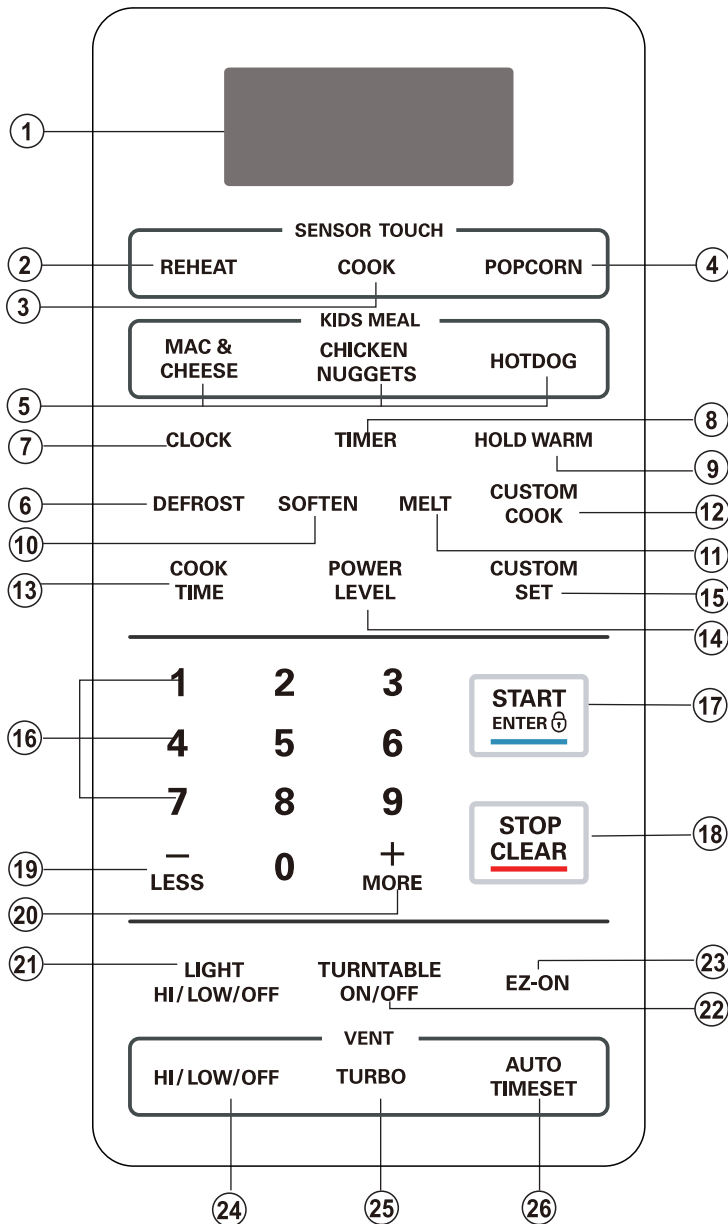 1
SENSOR TOUCH
2 REHEAT COOK POPCORN 4
3
KIDS MEAL
MAC & CHICKEN HOTDOG
CHEESE NUGGETS
5
8
7 CLOCK TIMER HOLD WARM
9
6 DEFROST SOFTEN MELT CUSTOM
COOK 12
10
11
13 COOK POWER CUSTOM
TIME LEVEL SET 15
14
1 2 3
START
ENTER 17
16 4 5 6
7 8 9
STOP
CLEAR 18
19 – 0 +
LESS MORE
20
21
23
LIGHT TURNTABLE EZ-ON
HI/LOW/OFF ON/OFF
22
VENT
HI/LOW/OFF TURBO AUTO
TIMESET
24 25 26